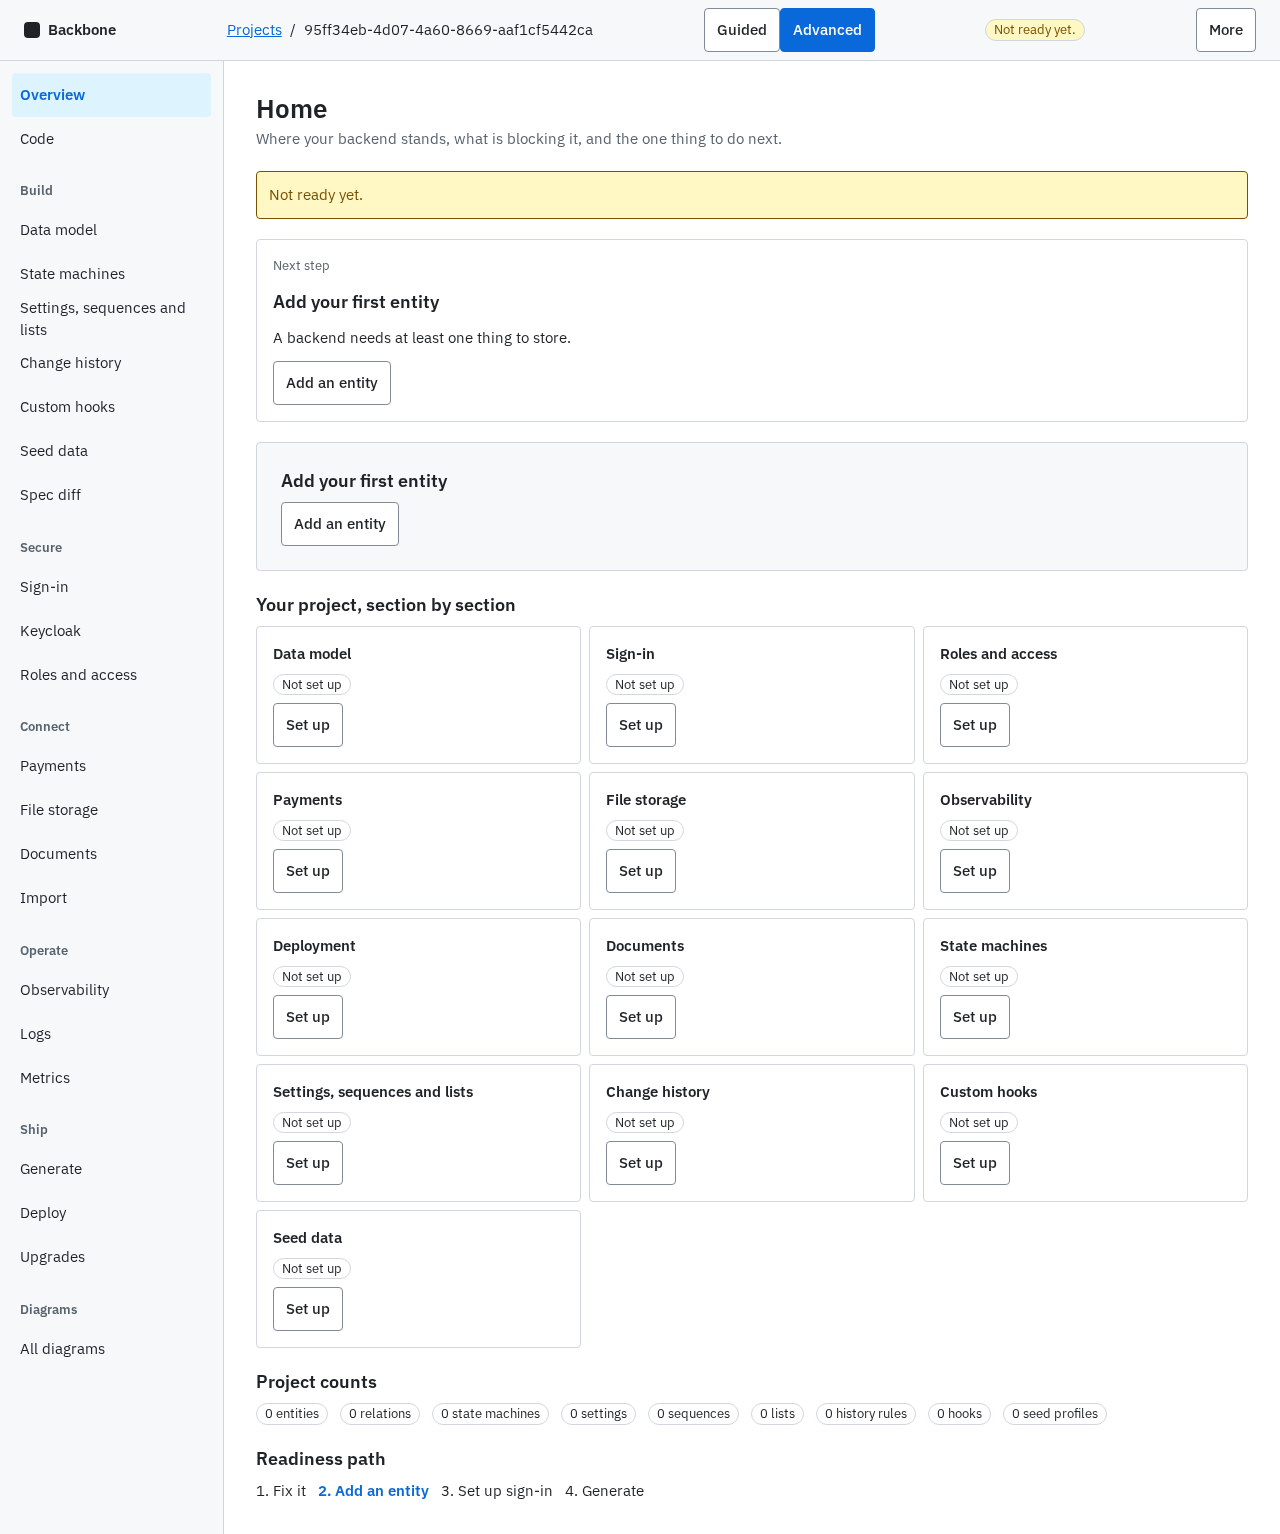 Backbone
Projects / 95ff34eb-4d07-4a60-8669-aaf1cf5442ca
Guided
Advanced
Not ready yet.
More
Overview
Code
Build
Data model
State machines
Settings, sequences and
lists
Change history
Custom hooks
Seed data
Spec diff
Secure
Sign-in
Keycloak
Roles and access
Connect
Payments
File storage
Documents
Import
Operate
Observability
Logs
Metrics
Ship
Generate
Deploy
Upgrades
Diagrams
All diagrams
Home
Where your backend stands, what is blocking it, and the one thing to do next.
Not ready yet.
Next step
Add your first entity
A backend needs at least one thing to store.
Add an entity
Add your first entity
Add an entity
Your project, section by section
Data model
Not set up
Set up
Sign-in
Not set up
Set up
Roles and access
Not set up
Set up
Payments
Not set up
Set up
File storage
Not set up
Set up
Observability
Not set up
Set up
Deployment
Not set up
Set up
Documents
Not set up
Set up
State machines
Not set up
Set up
Settings, sequences and lists
Not set up
Set up
Change history
Not set up
Set up
Custom hooks
Not set up
Set up
Seed data
Not set up
Set up
Project counts
0 entities
0 relations
0 state machines
0 settings
0 sequences
0 lists
0 history rules
0 hooks
0 seed profiles
Readiness path
1. Fix it
2. Add an entity
3. Set up sign-in
4. Generate